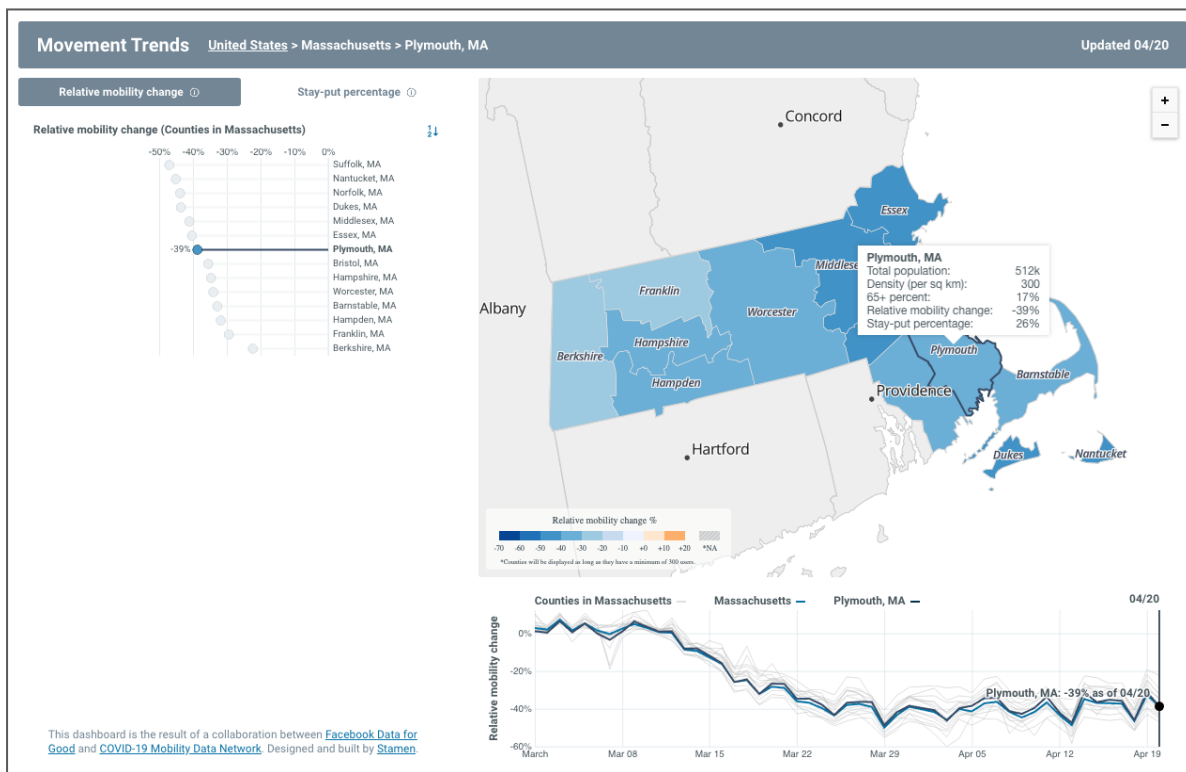 Movement Trends United States > Massachusetts > Plymouth, MA Updated 04/20
Relative mobility change ⓘ Stay-put percentage ⓘ
Relative mobility change (Counties in Massachusetts)
-50% -40% -30% -20% -10% 0%
Suffolk, MA
Nantucket, MA
Norfolk, MA
Dukes, MA
Middlesex, MA
Essex, MA
-39% Plymouth, MA
Bristol, MA
Hampshire, MA
Worcester, MA
Barnstable, MA
Hampden, MA
Franklin, MA
Berkshire, MA
This dashboard is the result of a collaboration between Facebook Data for
Good and COVID-19 Mobility Data Network. Designed and built by Stamen.
+
−
Concord
Essex
Middlese
Plymouth, MA
Total population: 512k
Density (per sq km): 300
65+ percent: 17%
Relative mobility change: -39%
Stay-put percentage: 26%
Franklin
Albany
Worcester
Hampshire
Berkshire
Plymouth
Hampden
Barnstable
Providence
Hartford
Dukes
Nantucket
Relative mobility change %
-70 -60 -50 -40 -30 -20 -10 +0 +10 +20 *NA
*Counties will be displayed as long as they have a minimum of 300 users
Counties in Massachusetts Massachusetts Plymouth, MA 04/20
Relative mobility change
0%
-20%
Plymouth, MA: -39% as of 04/20
-40%
-60%
March Mar 08 Mar 15 Mar 22 Mar 29 Apr 05 Apr 12 Apr 19